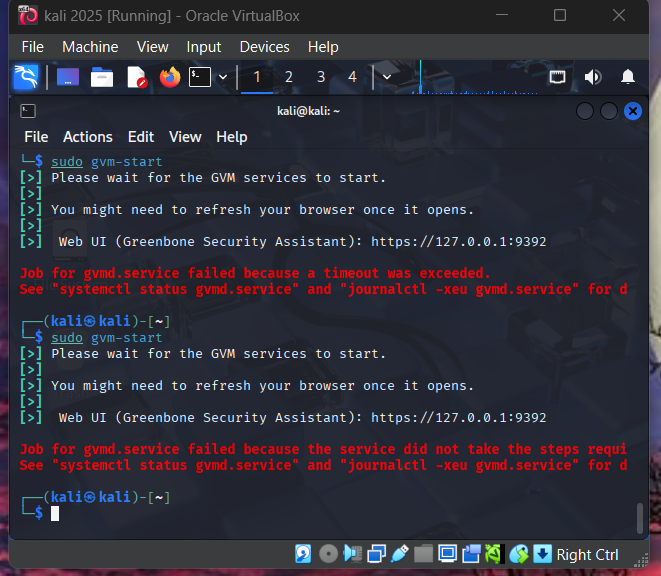 kali 2025 [Running] - Oracle VirtualBox
File Machine View Input Devices Help
1 2 3 4
kali@kali: ~
File Actions Edit View Help
└─$ sudo gvm-start
[>] Please wait for the GVM services to start.
[>]
[>] You might need to refresh your browser once it opens.
[>]
[>]  Web UI (Greenbone Security Assistant): https://127.0.0.1:9392
Job for gvmd.service failed because a timeout was exceeded.
See "systemctl status gvmd.service" and "journalctl -xeu gvmd.service" for d
┌──(kali㉿kali)-[~]
└─$ sudo gvm-start
[>] Please wait for the GVM services to start.
[>]
[>] You might need to refresh your browser once it opens.
[>]
[>]  Web UI (Greenbone Security Assistant): https://127.0.0.1:9392
Job for gvmd.service failed because the service did not take the steps requi
See "systemctl status gvmd.service" and "journalctl -xeu gvmd.service" for d
┌──(kali㉿kali)-[~]
└─$
Right Ctrl